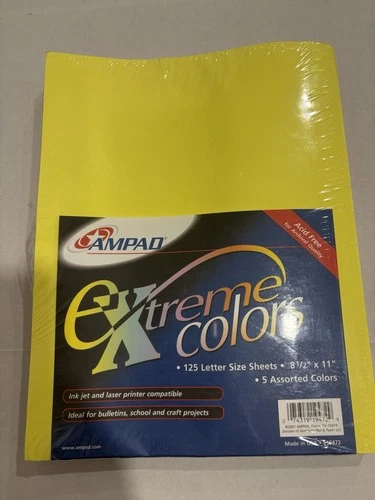 AMPAD
Acid Free
for Archival Quality
extreme
colors
• 125 Letter Size Sheets • 8 1/2" x 11"
• 5 Assorted Colors
Ink jet and laser printer compatible
Ideal for bulletins, school and craft projects
www.ampad.com
Made in